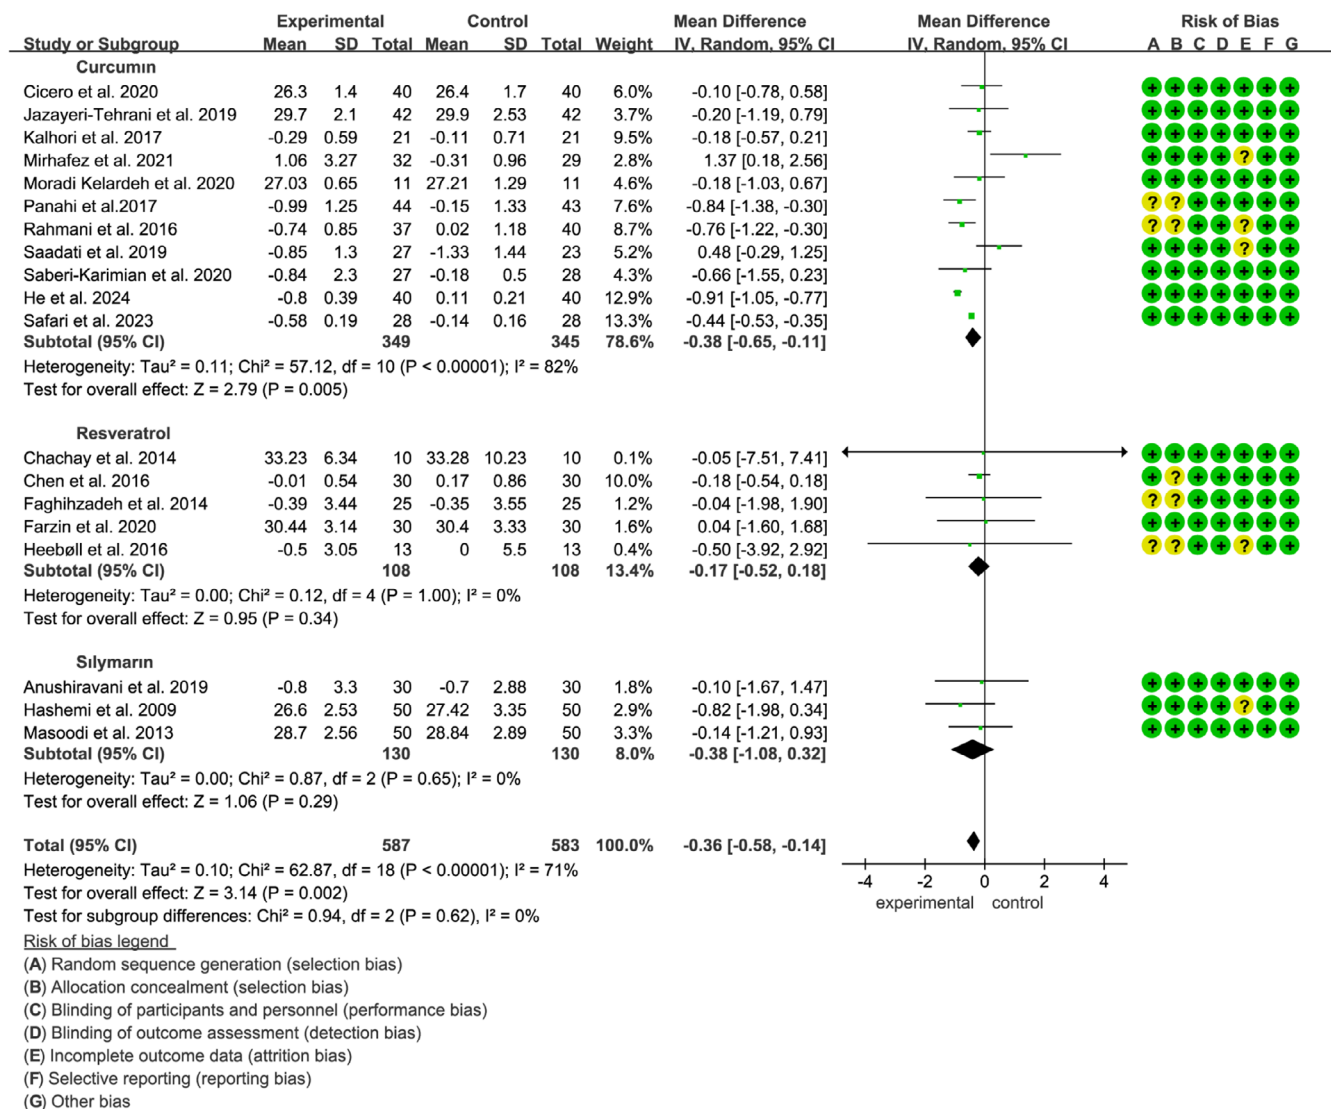 Experimental Control Mean Difference Mean Difference Risk of Bias
Study or Subgroup Mean SD Total Mean SD Total Weight IV, Random, 95% CI IV, Random, 95% CI A B C D E F G
Curcumın
Cicero et al. 2020 26.3 1.4 40 26.4 1.7 40 6.0% -0.10 [-0.78, 0.58] + + + + + + +
Jazayeri-Tehrani et al. 2019 29.7 2.1 42 29.9 2.53 42 3.7% -0.20 [-1.19, 0.79] + + + + + + +
Kalhori et al. 2017 -0.29 0.59 21 -0.11 0.71 21 9.5% -0.18 [-0.57, 0.21] + + + + + + +
Mirhafez et al. 2021 1.06 3.27 32 -0.31 0.96 29 2.8% 1.37 [0.18, 2.56] + + + + ? + +
Moradi Kelardeh et al. 2020 27.03 0.65 11 27.21 1.29 11 4.6% -0.18 [-1.03, 0.67] + + + + + + +
Panahi et al.2017 -0.99 1.25 44 -0.15 1.33 43 7.6% -0.84 [-1.38, -0.30] ? ? + + + + +
Rahmani et al. 2016 -0.74 0.85 37 0.02 1.18 40 8.7% -0.76 [-1.22, -0.30] ? ? + + ? + +
Saadati et al. 2019 -0.85 1.3 27 -1.33 1.44 23 5.2% 0.48 [-0.29, 1.25] + + + + ? + +
Saberi-Karimian et al. 2020 -0.84 2.3 27 -0.18 0.5 28 4.3% -0.66 [-1.55, 0.23] + + + + + + +
He et al. 2024 -0.8 0.39 40 0.11 0.21 40 12.9% -0.91 [-1.05, -0.77] + + + + + + +
Safari et al. 2023 -0.58 0.19 28 -0.14 0.16 28 13.3% -0.44 [-0.53, -0.35] + + + + + + +
Subtotal (95% CI) 349 345 78.6% -0.38 [-0.65, -0.11]
Heterogeneity: Tau² = 0.11; Chi² = 57.12, df = 10 (P < 0.00001); I² = 82%
Test for overall effect: Z = 2.79 (P = 0.005)
Resveratrol
Chachay et al. 2014 33.23 6.34 10 33.28 10.23 10 0.1% -0.05 [-7.51, 7.41] + + + + + + +
Chen et al. 2016 -0.01 0.54 30 0.17 0.86 30 10.0% -0.18 [-0.54, 0.18] + ? + + + + +
Faghihzadeh et al. 2014 -0.39 3.44 25 -0.35 3.55 25 1.2% -0.04 [-1.98, 1.90] ? ? + + + + +
Farzin et al. 2020 30.44 3.14 30 30.4 3.33 30 1.6% 0.04 [-1.60, 1.68] + + + + + + +
Heebøll et al. 2016 -0.5 3.05 13 0 5.5 13 0.4% -0.50 [-3.92, 2.92] ? ? + + ? + +
Subtotal (95% CI) 108 108 13.4% -0.17 [-0.52, 0.18]
Heterogeneity: Tau² = 0.00; Chi² = 0.12, df = 4 (P = 1.00); I² = 0%
Test for overall effect: Z = 0.95 (P = 0.34)
Sılymarın
Anushiravani et al. 2019 -0.8 3.3 30 -0.7 2.88 30 1.8% -0.10 [-1.67, 1.47] + + + + + + +
Hashemi et al. 2009 26.6 2.53 50 27.42 3.35 50 2.9% -0.82 [-1.98, 0.34] + + + + ? + +
Masoodi et al. 2013 28.7 2.56 50 28.84 2.89 50 3.3% -0.14 [-1.21, 0.93] + + + + + + +
Subtotal (95% CI) 130 130 8.0% -0.38 [-1.08, 0.32]
Heterogeneity: Tau² = 0.00; Chi² = 0.87, df = 2 (P = 0.65); I² = 0%
Test for overall effect: Z = 1.06 (P = 0.29)
Total (95% CI) 587 583 100.0% -0.36 [-0.58, -0.14]
Heterogeneity: Tau² = 0.10; Chi² = 62.87, df = 18 (P < 0.00001); I² = 71%
Test for overall effect: Z = 3.14 (P = 0.002)
Test for subgroup differences: Chi² = 0.94, df = 2 (P = 0.62), I² = 0%
-4 -2 0 2 4
experimental control
Risk of bias legend
(A) Random sequence generation (selection bias)
(B) Allocation concealment (selection bias)
(C) Blinding of participants and personnel (performance bias)
(D) Blinding of outcome assessment (detection bias)
(E) Incomplete outcome data (attrition bias)
(F) Selective reporting (reporting bias)
(G) Other bias